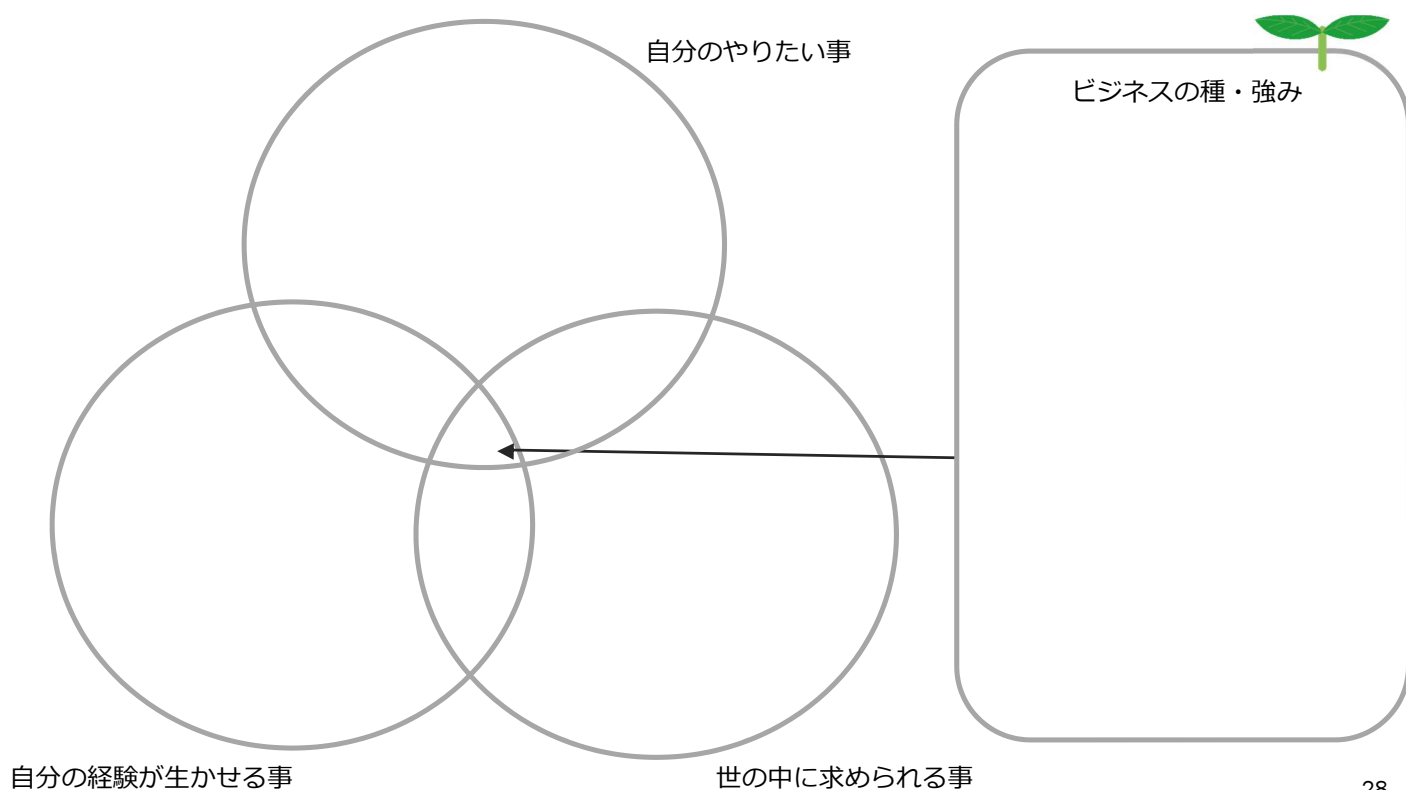 自分のやりたい事
ビジネスの種・強み
自分の経験が生かせる事
世の中に求められる事
28